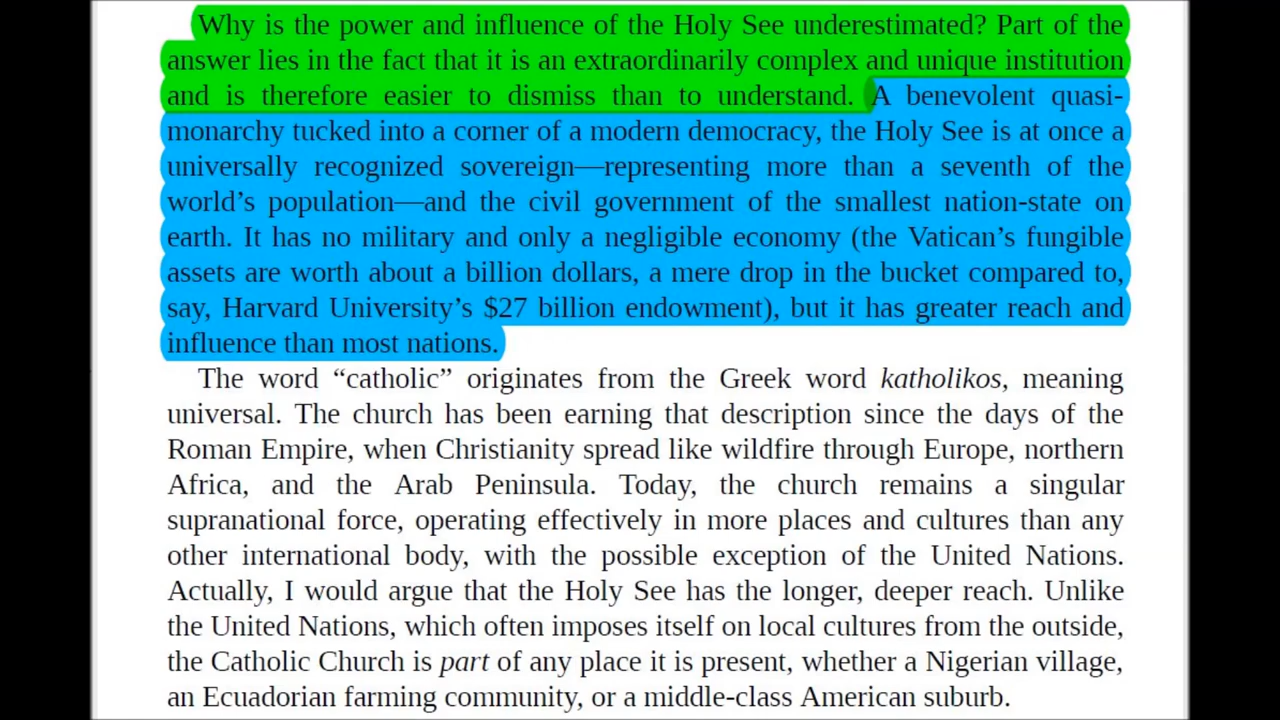 Why is the power and influence of the Holy See underestimated? Part of the
answer lies in the fact that it is an extraordinarily complex and unique institution
and is therefore easier to dismiss than to understand. A benevolent quasi-
monarchy tucked into a corner of a modern democracy, the Holy See is at once a
universally recognized sovereign—representing more than a seventh of the
world’s population—and the civil government of the smallest nation-state on
earth. It has no military and only a negligible economy (the Vatican’s fungible
assets are worth about a billion dollars, a mere drop in the bucket compared to,
say, Harvard University’s $27 billion endowment), but it has greater reach and
influence than most nations.
The word “catholic” originates from the Greek word katholikos, meaning
universal. The church has been earning that description since the days of the
Roman Empire, when Christianity spread like wildfire through Europe, northern
Africa, and the Arab Peninsula. Today, the church remains a singular
supranational force, operating effectively in more places and cultures than any
other international body, with the possible exception of the United Nations.
Actually, I would argue that the Holy See has the longer, deeper reach. Unlike
the United Nations, which often imposes itself on local cultures from the outside,
the Catholic Church is part of any place it is present, whether a Nigerian village,
an Ecuadorian farming community, or a middle-class American suburb.